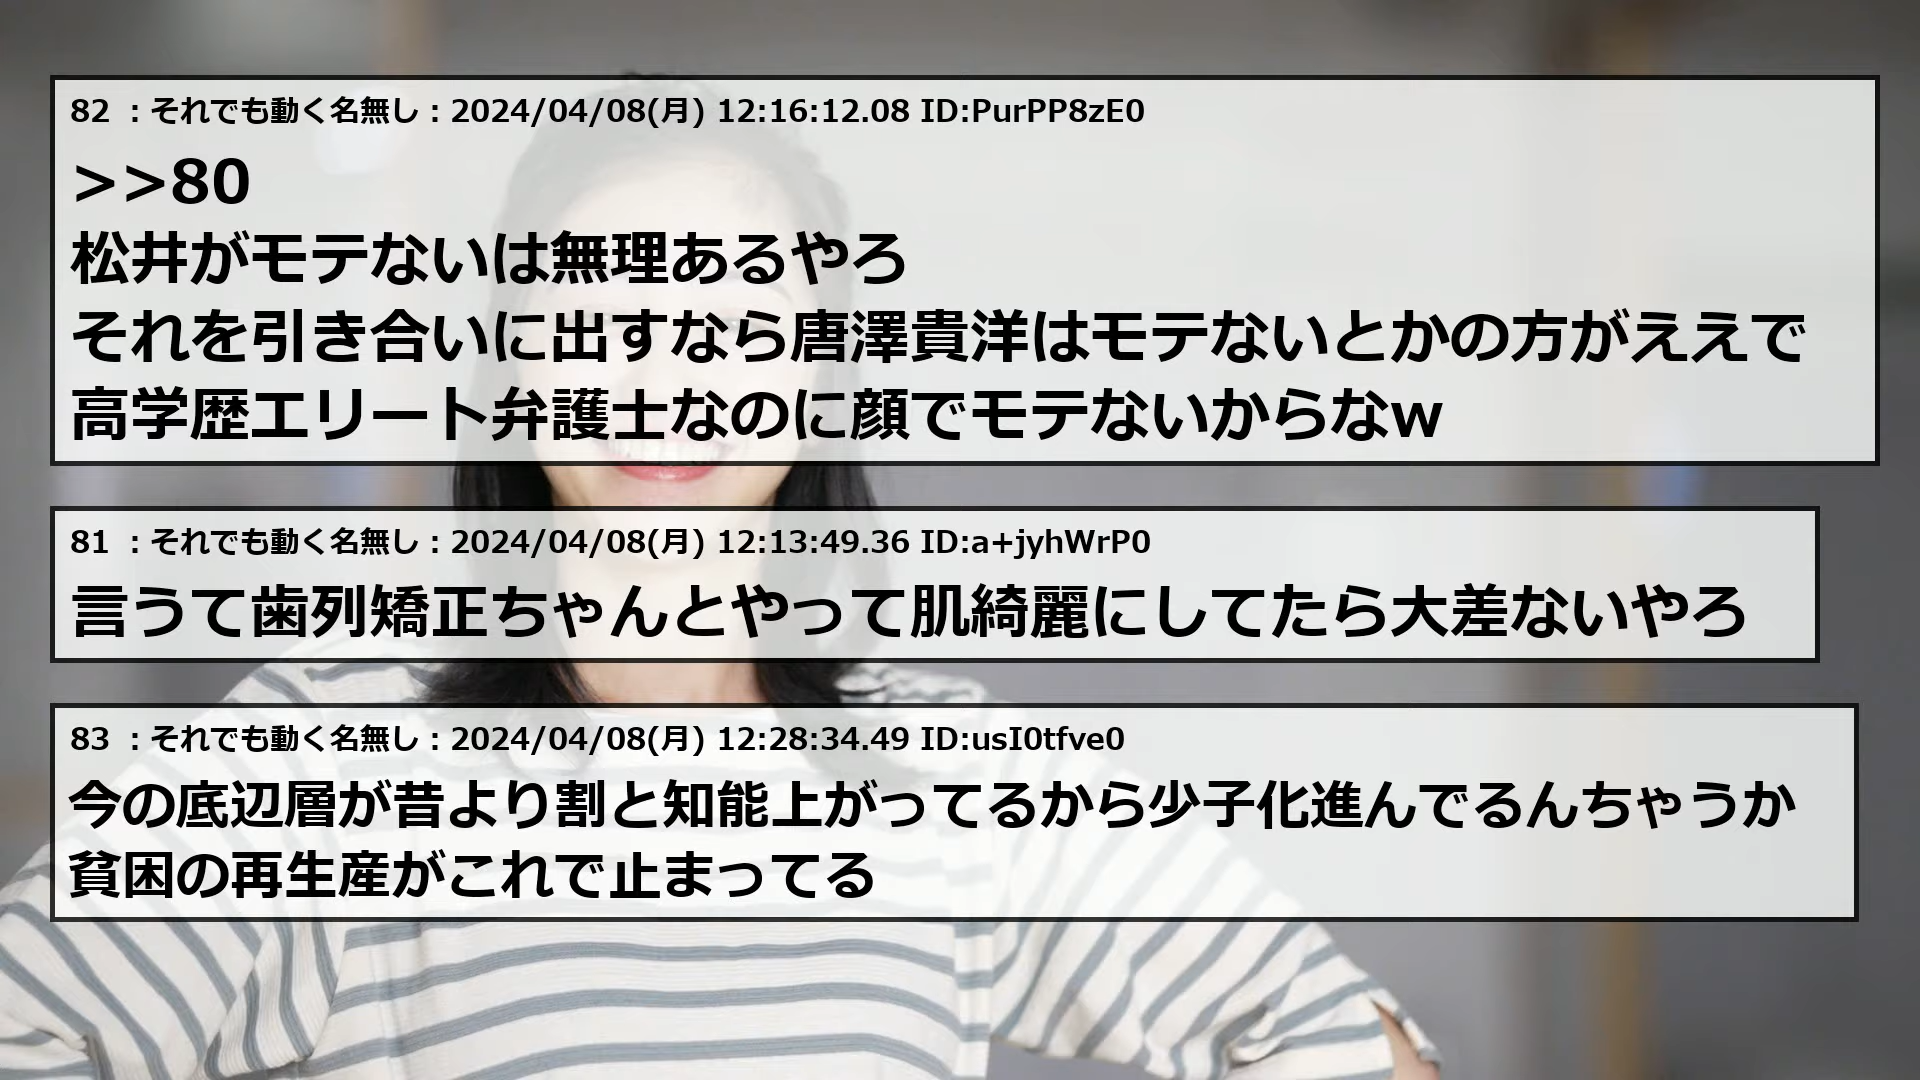 82 ：それでも動く名無し：2024/04/08(月) 12:16:12.08 ID:PurPP8zE0
>>80
松井がモテないは無理あるやろ
それを引き合いに出すなら唐澤貴洋はモテないとかの方がええで
高学歴エリート弁護士なのに顔でモテないからなw
81 ：それでも動く名無し：2024/04/08(月) 12:13:49.36 ID:a+jyhWrP0
言うて歯列矯正ちゃんとやって肌綺麗にしてたら大差ないやろ
83 ：それでも動く名無し：2024/04/08(月) 12:28:34.49 ID:usI0tfve0
今の底辺層が昔より割と知能上がってるから少子化進んでるんちゃうか
貧困の再生産がこれで止まってる